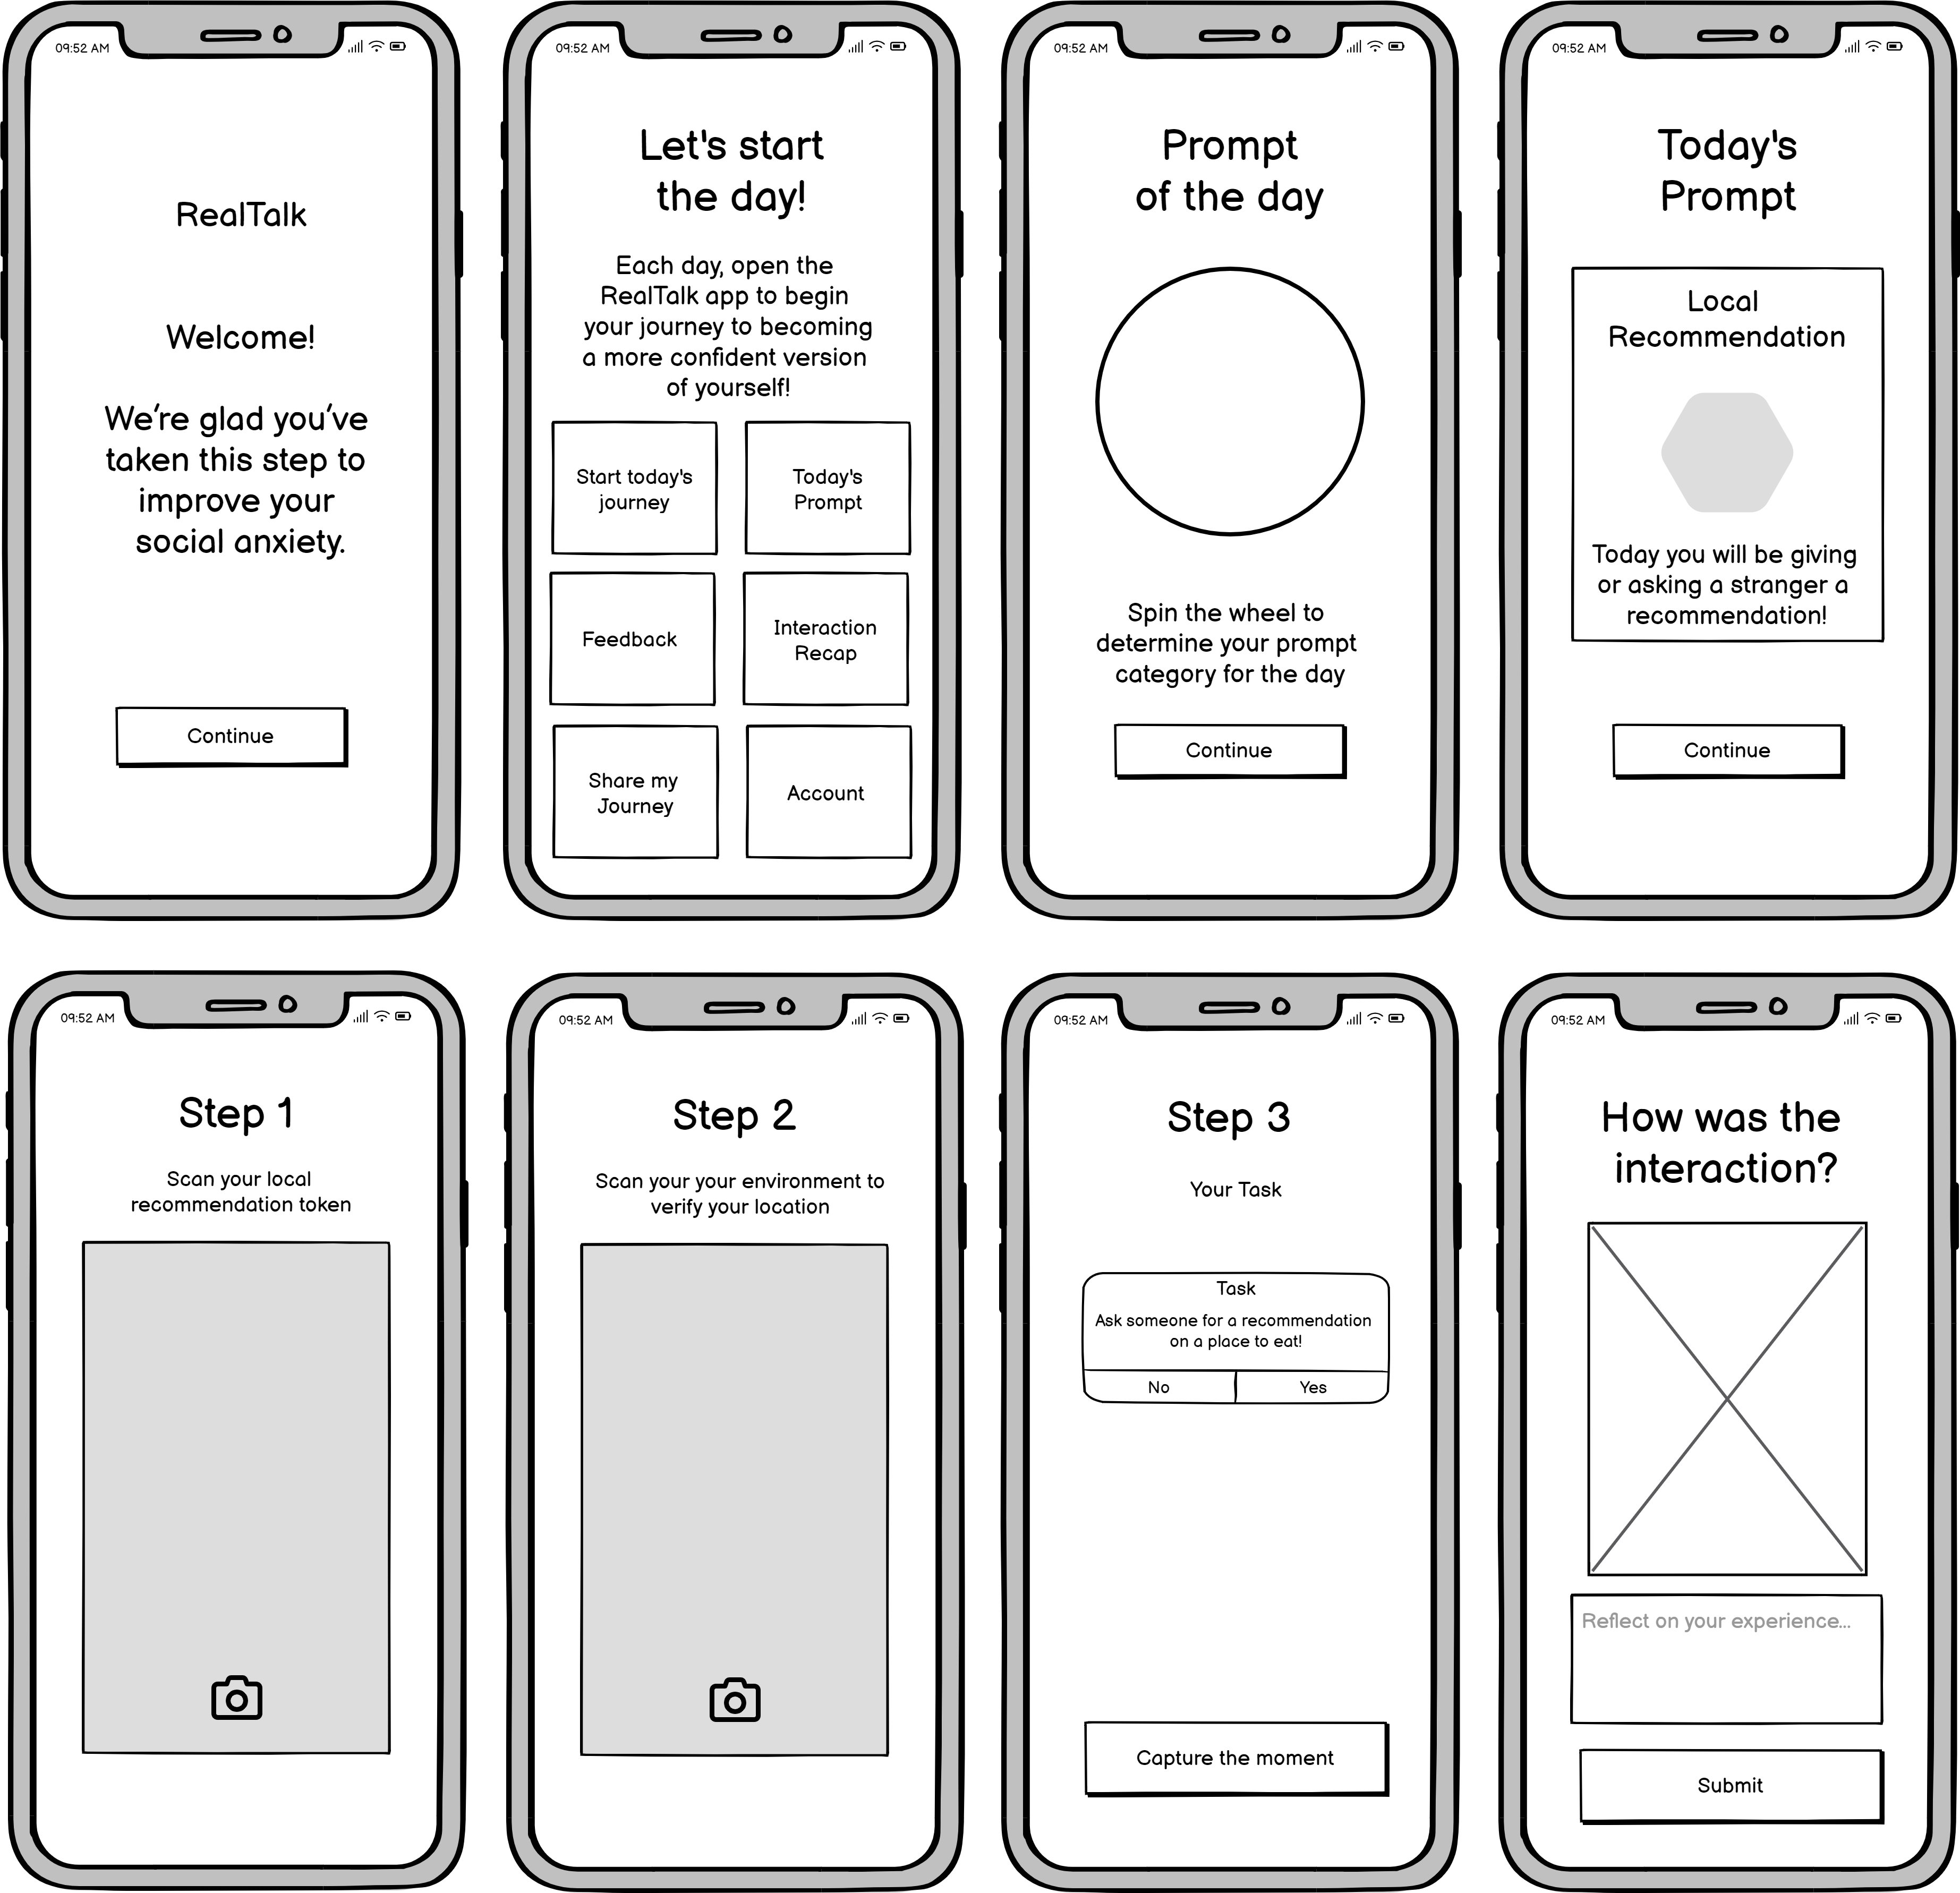 09:52 AM
RealTalk
Welcome!
We're glad you've
taken this step to
improve your
social anxiety.
Continue
09:52 AM
Let's start
the day!
Each day, open the
RealTalk app to begin
your journey to becoming
a more confident version
of yourself!
Start today's
journey
Today's
Prompt
Feedback
Interaction
Recap
Share my
Journey
Account
09:52 AM
Prompt
of the day
Spin the wheel to
determine your prompt
category for the day
Continue
09:52 AM
Today's
Prompt
Local
Recommendation
Today you will be giving
or asking a stranger a
recommendation!
Continue
09:52 AM
Step 1
Scan your local
recommendation token
09:52 AM
Step 2
Scan your your environment to
verify your location
09:52 AM
Step 3
Your Task
Task
Ask someone for a recommendation
on a place to eat!
No
Yes
Capture the moment
09:52 AM
How was the
interaction?
Reflect on your experience...
Submit